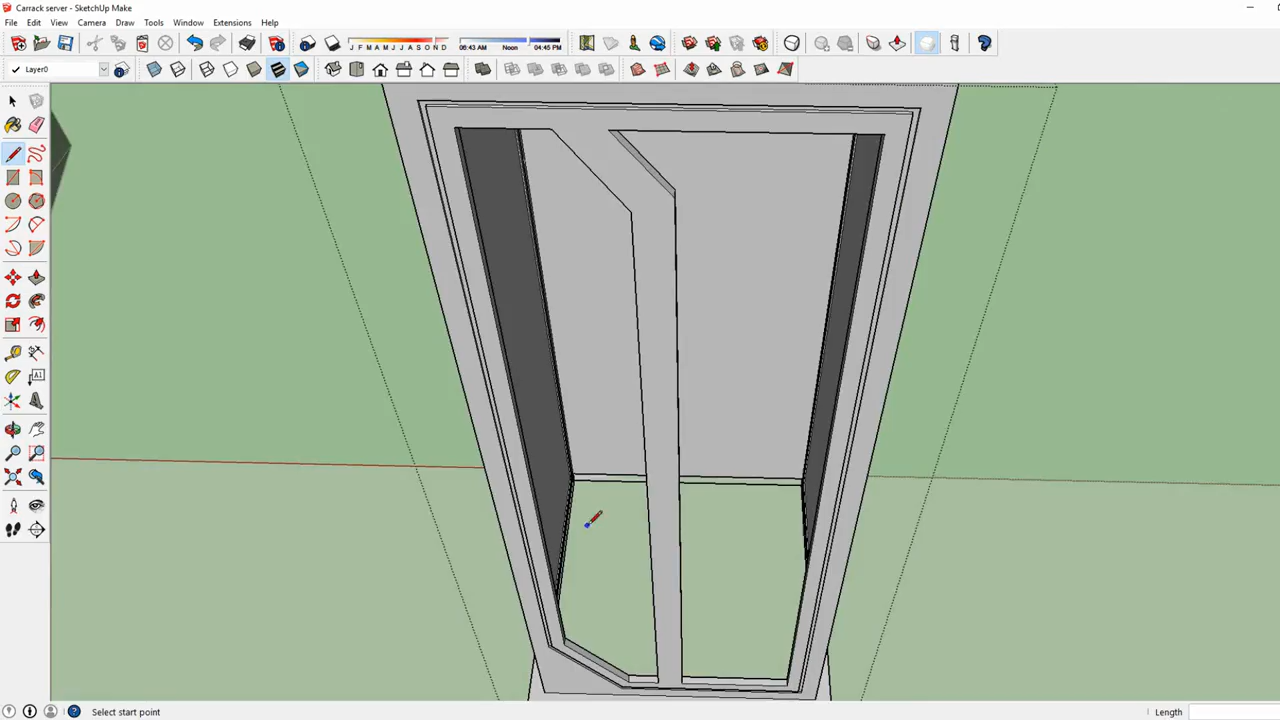 Carrack server - SketchUp Make
File Edit View Camera Draw Tools Window Extensions Help
J F M A M J J A S O N D 06:43 AM Noon 04:45 PM
Layer0
A1
Select start point Length